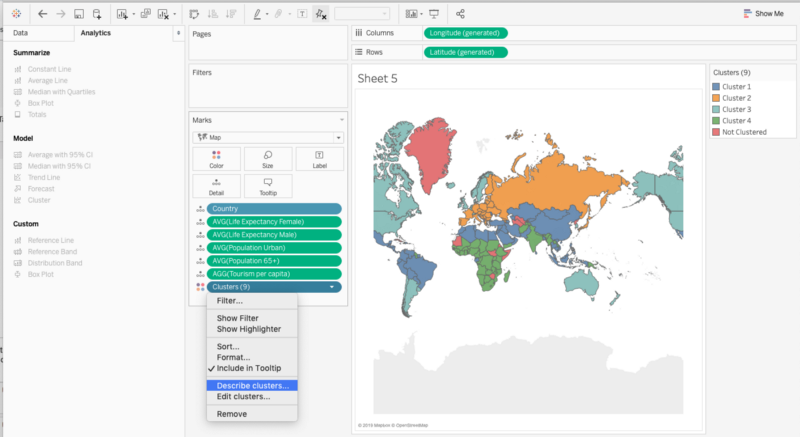 Show Me
Data
Analytics
Pages
Columns
Longitude (generated)
Rows
Latitude (generated)
Summarize
Constant Line
Average Line
Median with Quartiles
Box Plot
Totals
Model
Average with 95% CI
Median with 95% CI
Trend Line
Forecast
Cluster
Custom
Reference Line
Reference Band
Distribution Band
Box Plot
Filters
Marks
Map
Color
Size
Label
Detail
Tooltip
Country
AVG(Life Expectancy Female)
AVG(Life Expectancy Male)
AVG(Population Urban)
AVG(Population 65+)
AGG(Tourism per capita)
Clusters (9)
Filter...
Show Filter
Show Highlighter
Sort...
Format...
Include in Tooltip
Describe clusters...
Edit clusters...
Remove
Sheet 5
© 2019 Mapbox © OpenStreetMap
Clusters (9)
Cluster 1
Cluster 2
Cluster 3
Cluster 4
Not Clustered